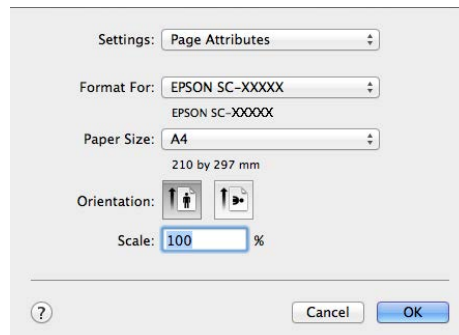 Settings: Page Attributes
Format For: EPSON SC-XXXXX
EPSON SC-XXXXX
Paper Size: A4
210 by 297 mm
Orientation:
Scale: 100 %
? Cancel OK